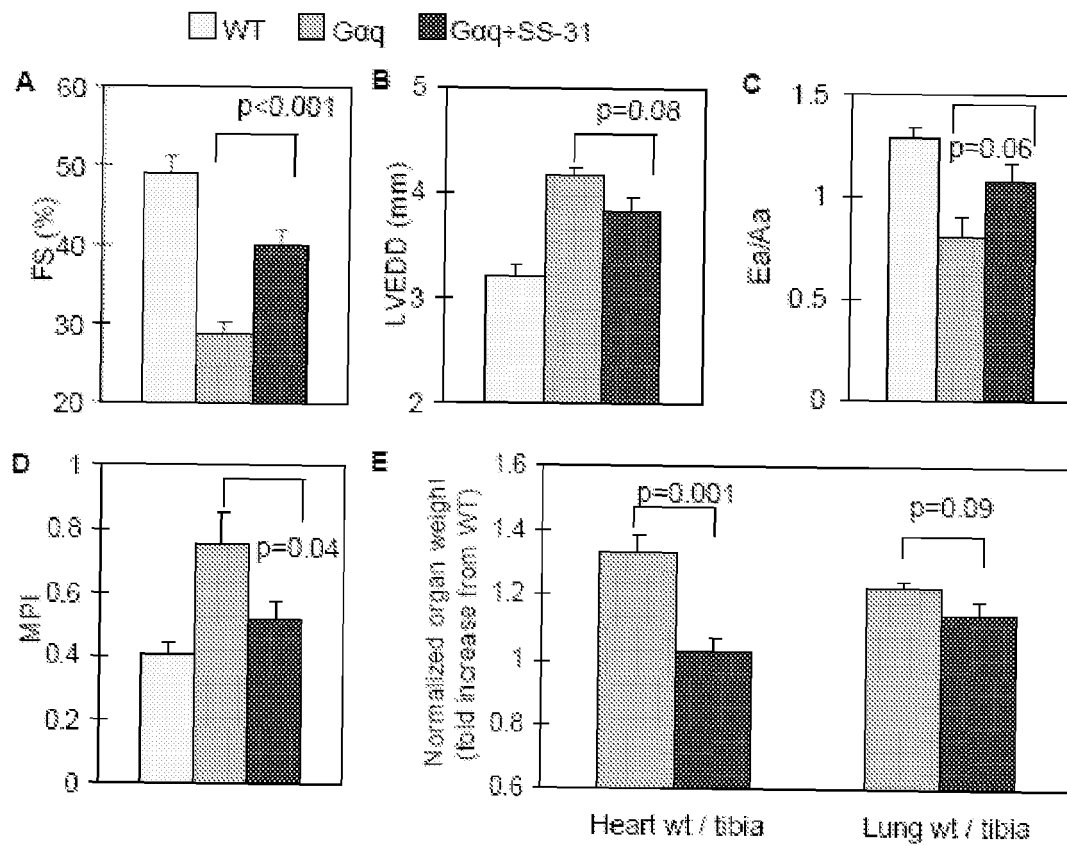 WT Gαq Gαq+SS-31
A
60
50
40
30
20
FS (%)
p<0.001
B
5
4
3
2
LVEDD (mm)
p=0.08
C
1.5
1
0.5
0
Ea/Aa
p=0.06
D
1
0.8
0.6
0.4
0.2
0
MPI
p=0.04
E
1.6
1.4
1.2
1
0.8
0.6
Normalized organ weight
(fold increase from WT)
p=0.001
p=0.09
Heart wt / tibia
Lung wt / tibia